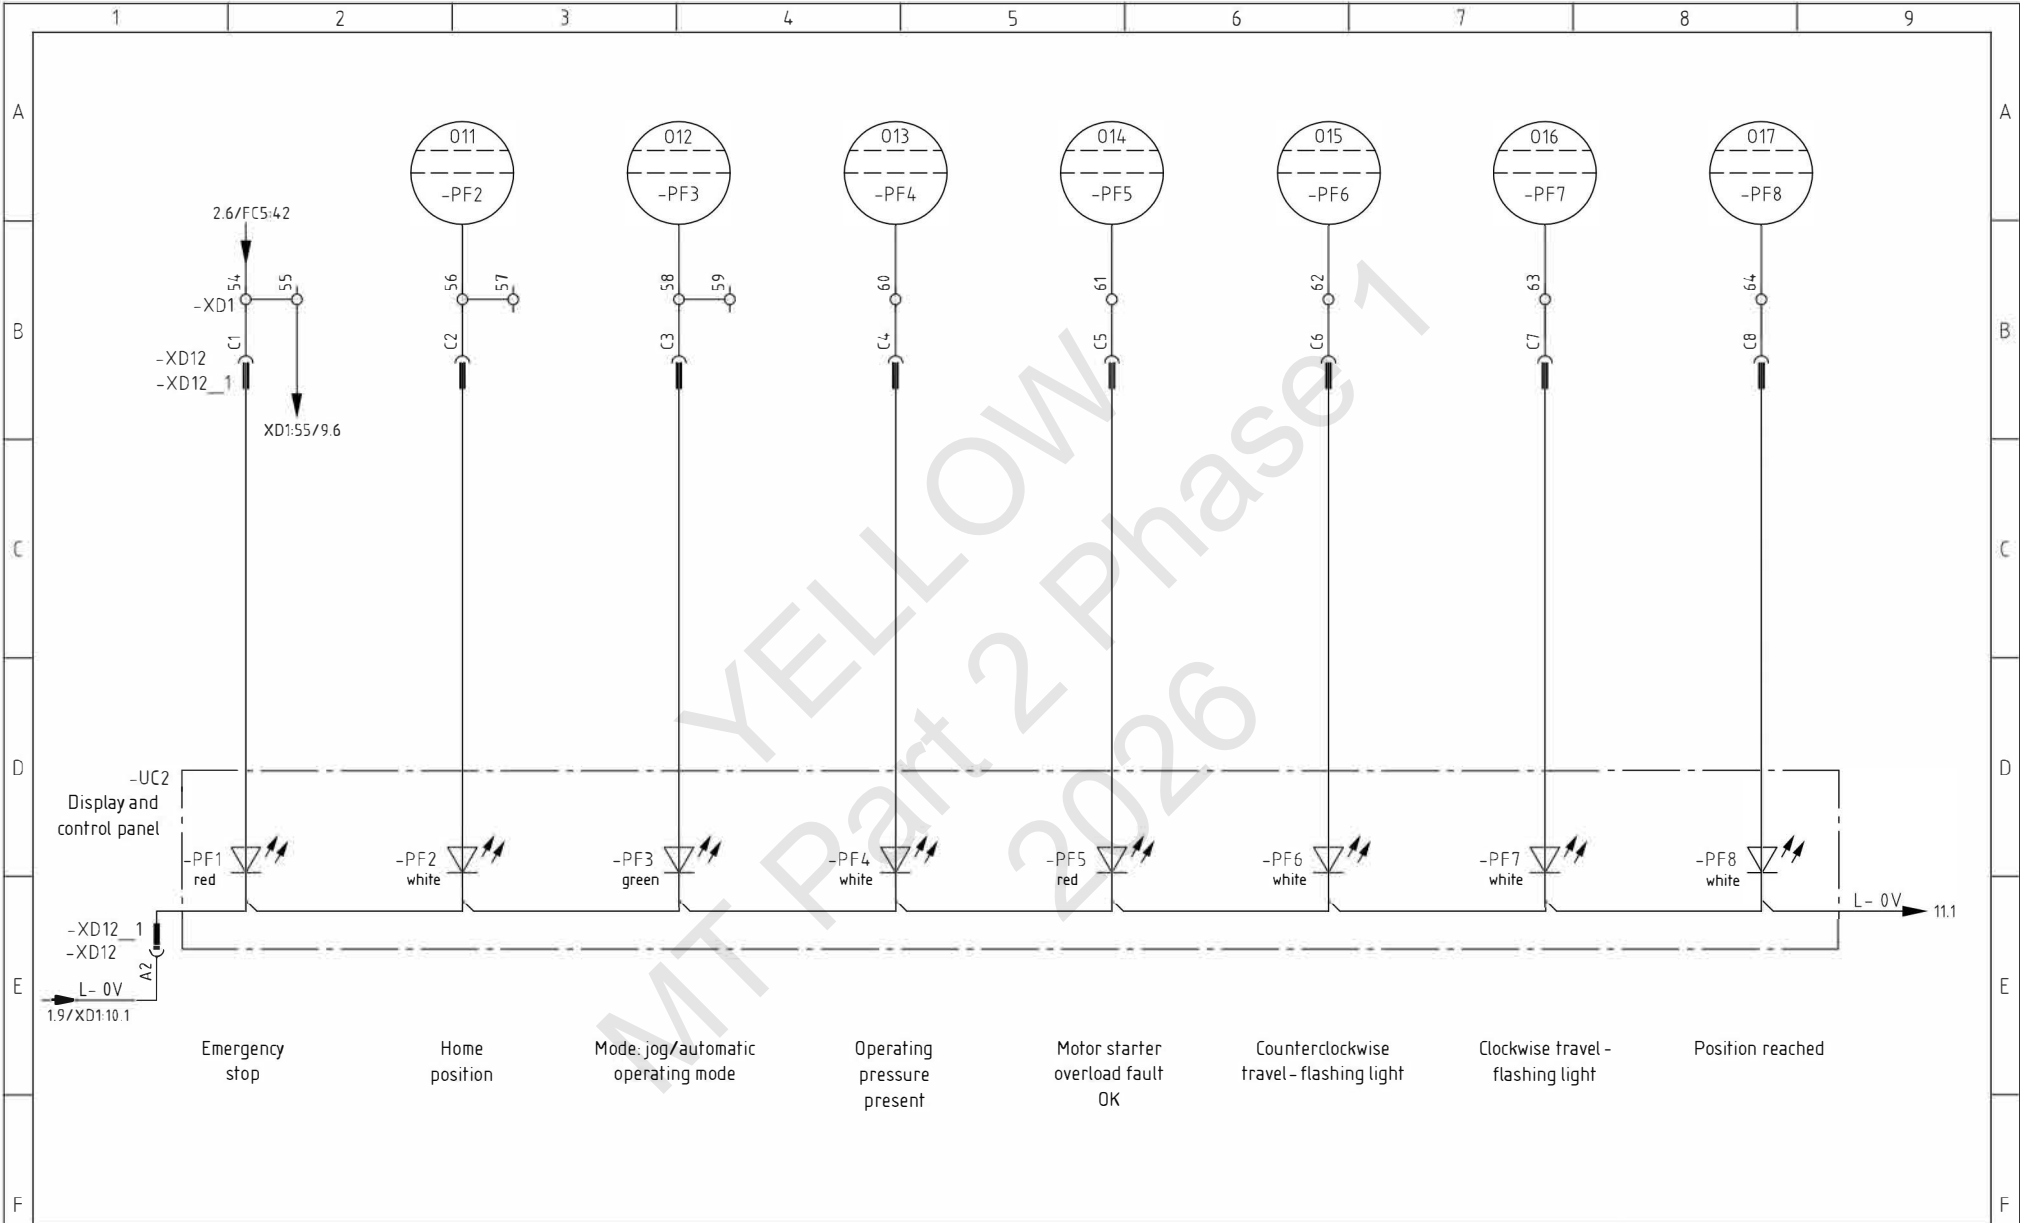 1 2 3 4 5 6 7 8 9
A A
O11 O12 O13 O14 O15 O16 O17
-PF2 -PF3 -PF4 -PF5 -PF6 -PF7 -PF8
2.6/FC5:42
54 55 56 57 58 59 60 61 62 63 64
-XD1
B B
C1 C2 C3 C4 C5 C6 C7 C8
-XD12
-XD12_1
XD1:55/9.6
YELLOW
MT Part 2 Phase 1
2026
C C
D D
-UC2
Display and
control panel
-PF1 -PF2 -PF3 -PF4 -PF5 -PF6 -PF7 -PF8
red white green white red white white white
L- 0V 11.1
-XD12_1
-XD12
A2
E E
L- 0V
1.9/XD1:10.1
Emergency
stop
Home
position
Mode: jog/automatic
operating mode
Operating
pressure
present
Motor starter
overload fault
OK
Counterclockwise
travel - flashing light
Clockwise travel -
flashing light
Position reached
F F